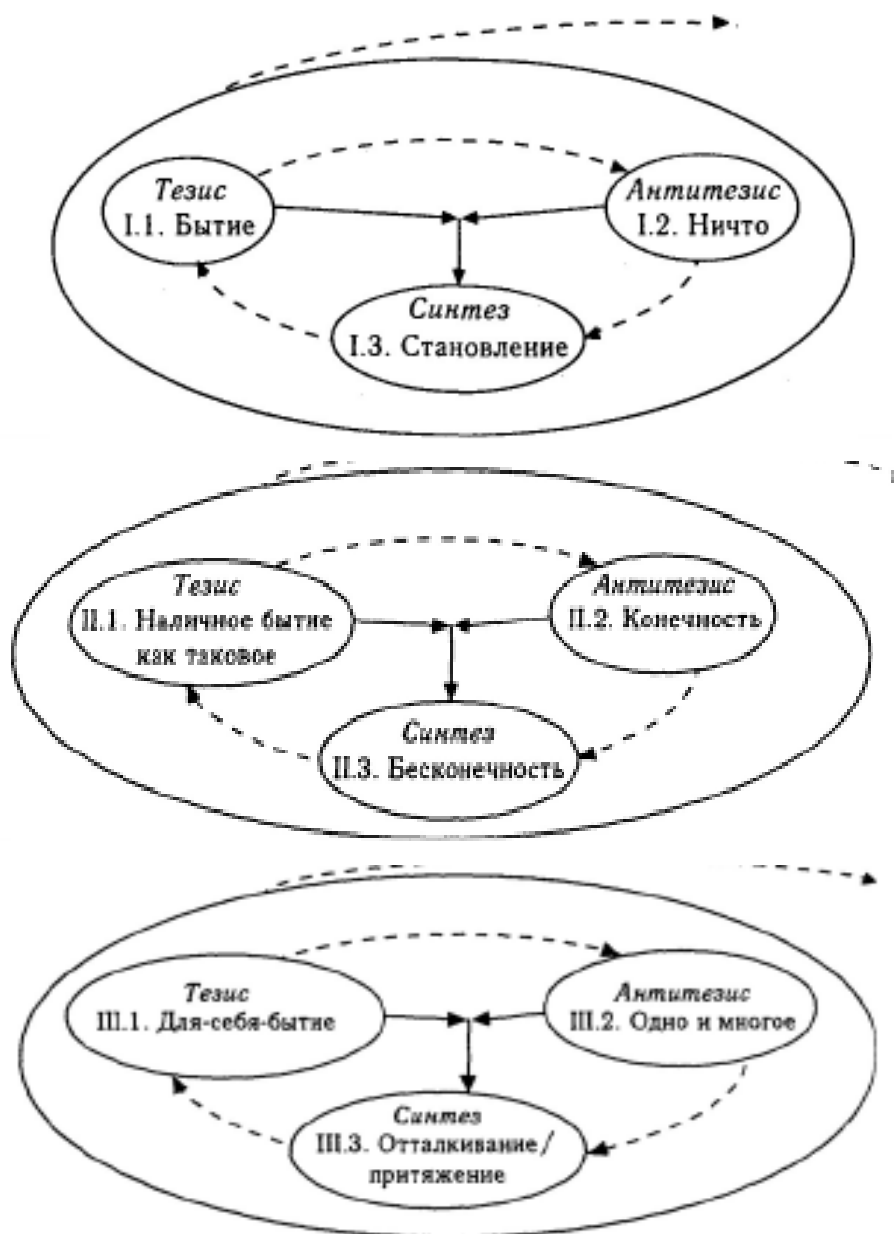 Тезис
I.1. Бытие
Антитезис
I.2. Ничто
Синтез
I.3. Становление
Тезис
II.1. Наличное бытие
как таковое
Антитезис
II.2. Конечность
Синтез
II.3. Бесконечность
Тезис
III.1. Для-себя-бытие
Антитезис
III.2. Одно и многое
Синтез
III.3. Отталкивание/
притяжение